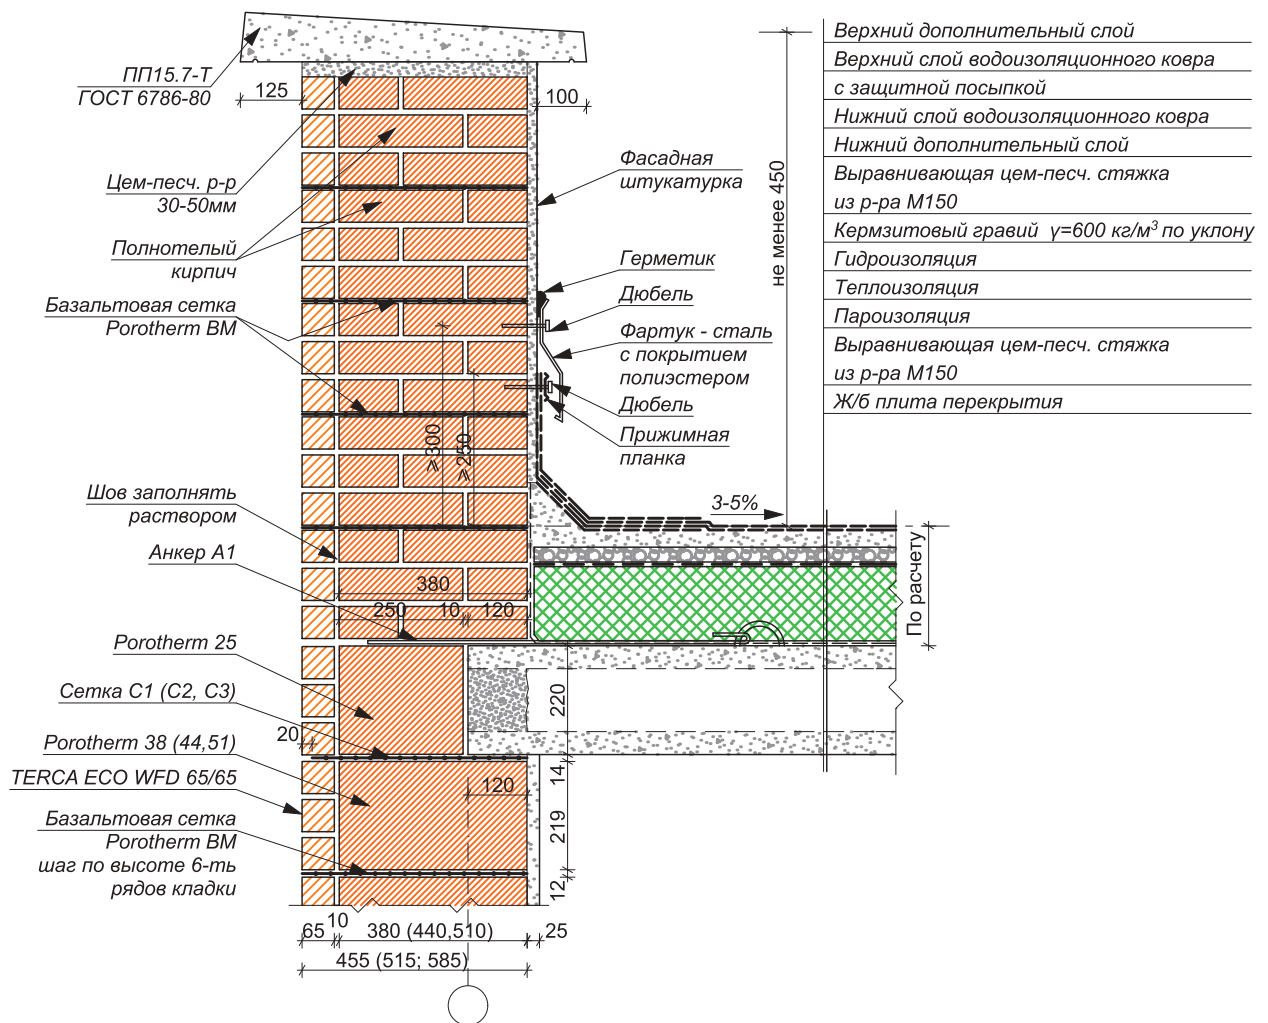 ПП15.7-Т
ГОСТ 6786-80
125
100
Цем-песч. р-р
30-50мм
Полнотелый
кирпич
Базальтовая сетка
Porotherm BM
Шов заполнять
раствором
Анкер А1
Porotherm 25
Сетка С1 (С2, С3)
20
Porotherm 38 (44,51)
TERCA ECO WFD 65/65
Базальтовая сетка
Porotherm BM
шаг по высоте 6-ть
рядов кладки
Фасадная
штукатурка
Герметик
Дюбель
Фартук - сталь
с покрытием
полиэстером
Дюбель
Прижимная
планка
не менее 450
3-5%
⩾300
⩾250
380
250
10
120
По расчету
220
14
120
219
12
10
65
380 (440,510)
25
455 (515; 585)
Верхний дополнительный слой
Верхний слой водоизоляционного ковра
с защитной посыпкой
Нижний слой водоизоляционного ковра
Нижний дополнительный слой
Выравнивающая цем-песч. стяжка
из р-ра М150
Кермзитовый гравий γ=600 кг/м³ по уклону
Гидроизоляция
Теплоизоляция
Пароизоляция
Выравнивающая цем-песч. стяжка
из р-ра М150
Ж/б плита перекрытия